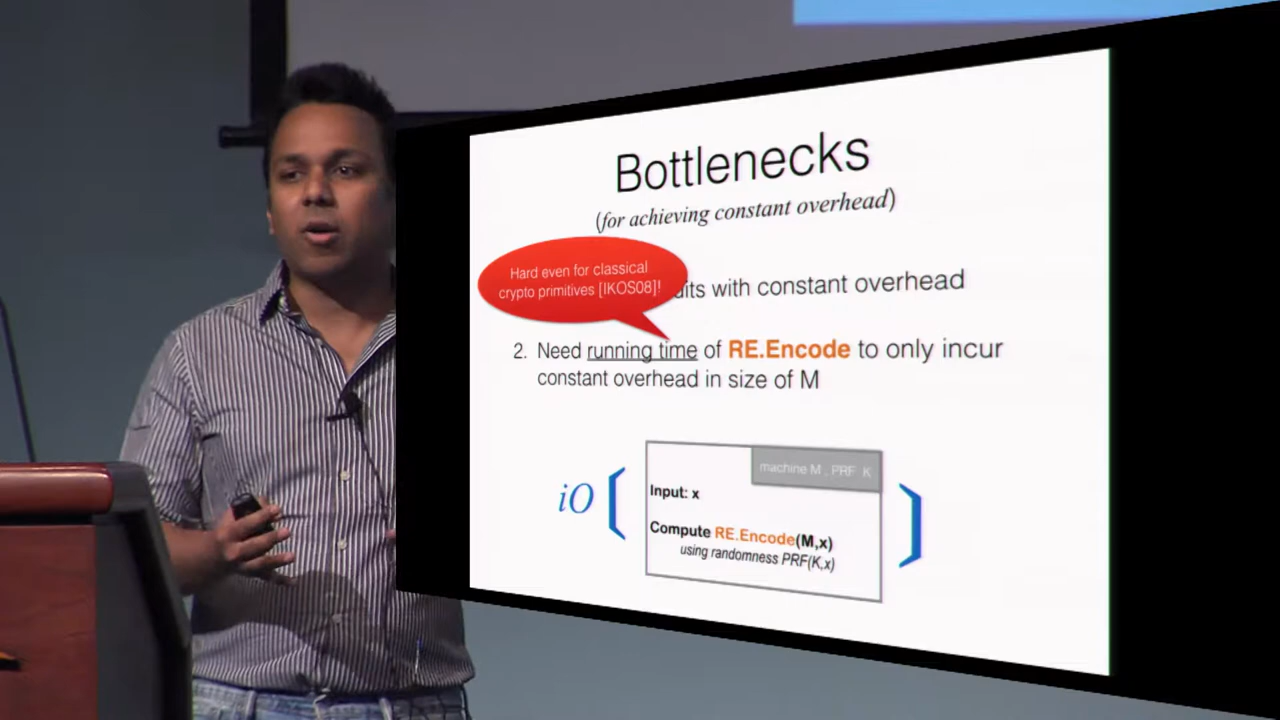 Bottlenecks
(for achieving constant overhead)
Hard even for classical
crypto primitives [IKOS08]!
with constant overhead
2. Need running time of RE.Encode to only incur
constant overhead in size of M
machine M , PRF K
iO (
Input: x
)
Compute RE.Encode(M,x)
using randomness PRF(K,x)